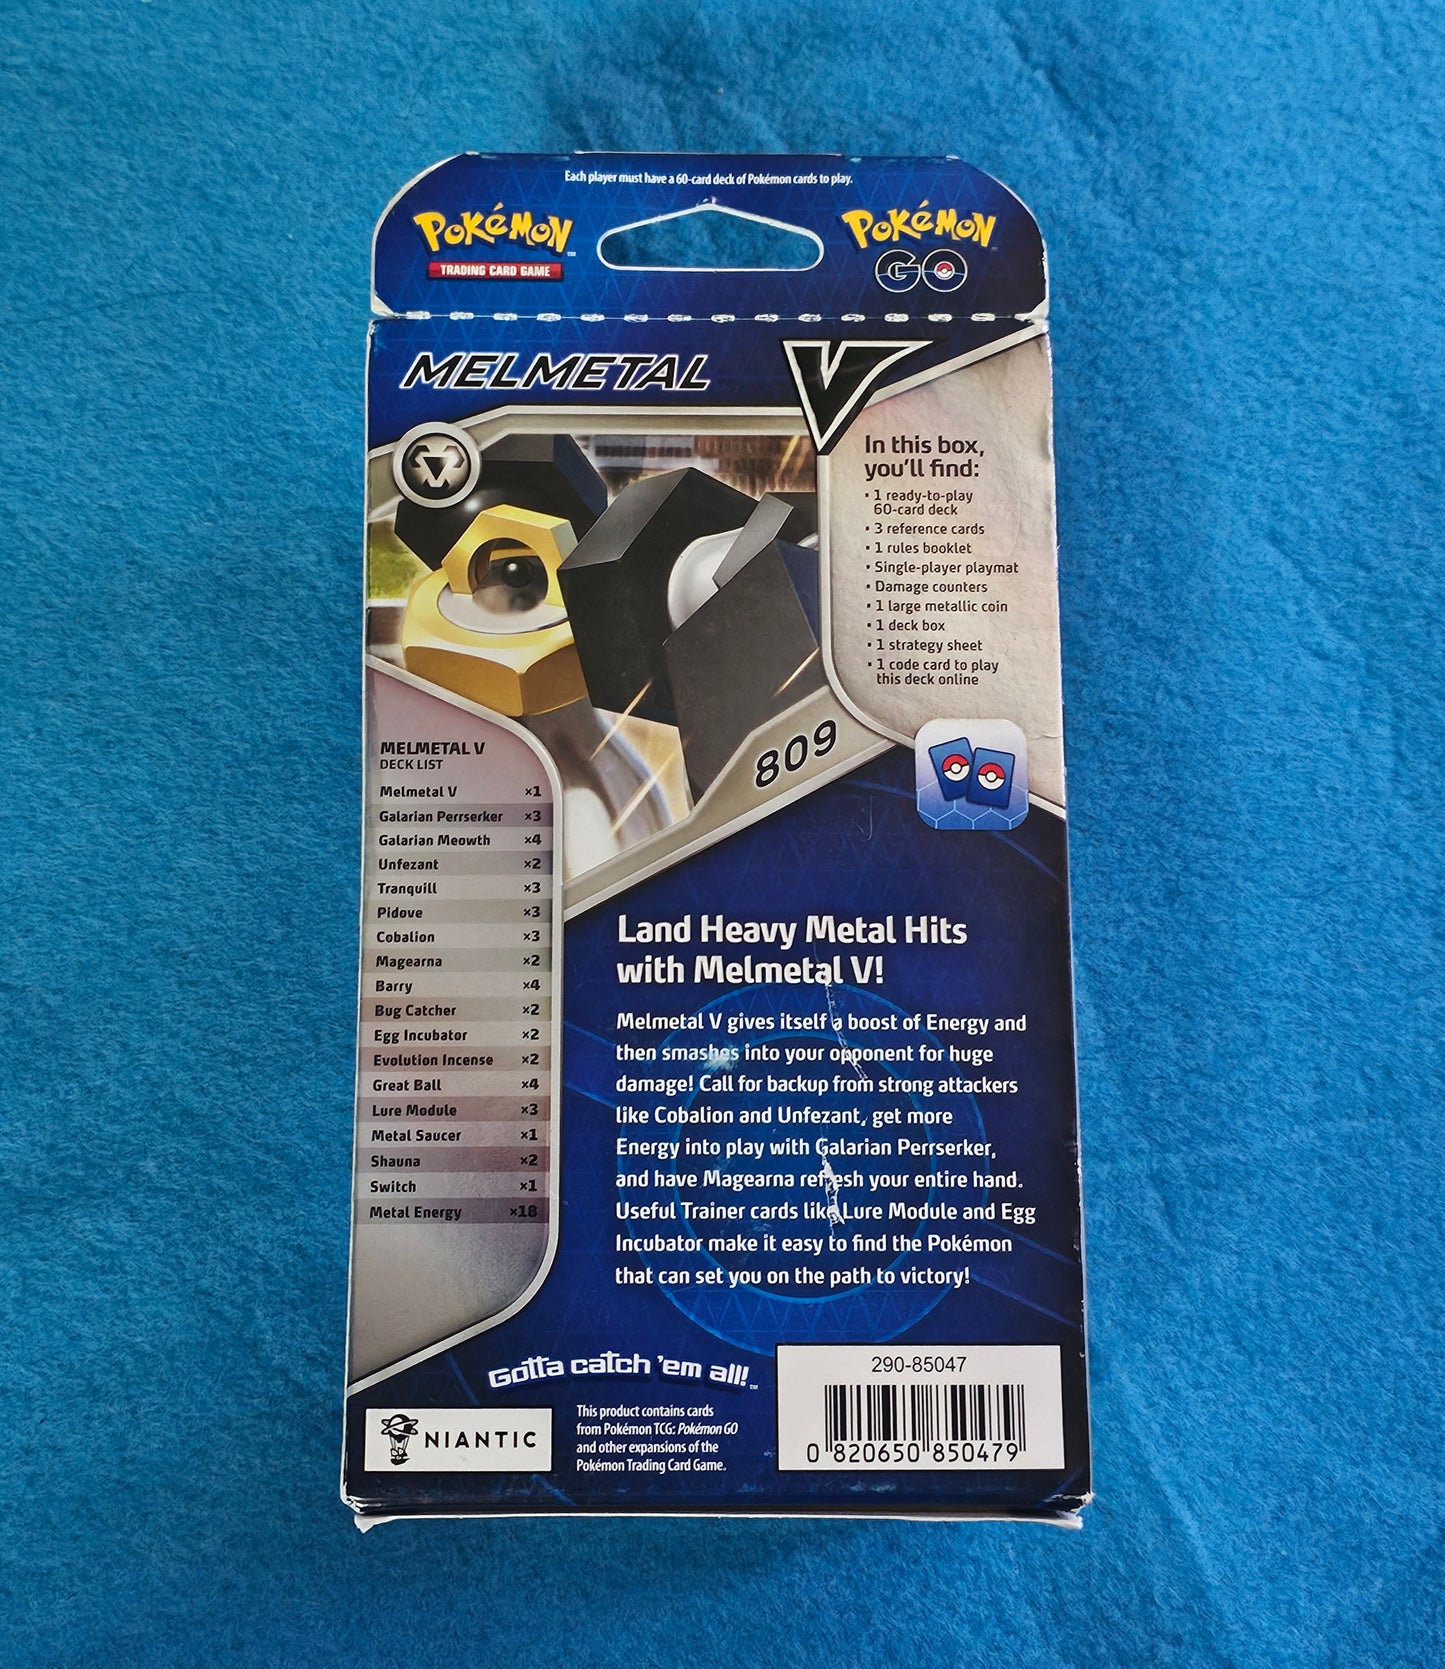 Each player must have a 60-card deck of Pokémon cards to play.
POKéMON™
TRADING CARD GAME
POKéMON
GO
MELMETAL V
In this box,
you'll find:
• 1 ready-to-play
60-card deck
• 3 reference cards
• 1 rules booklet
• Single-player playmat
• Damage counters
• 1 large metallic coin
• 1 deck box
• 1 strategy sheet
• 1 code card to play
this deck online
809
MELMETAL V
DECK LIST
Melmetal V ×1
Galarian Perrserker ×3
Galarian Meowth ×4
Unfezant ×2
Tranquill ×3
Pidove ×3
Cobalion ×3
Magearna ×2
Barry ×4
Bug Catcher ×2
Egg Incubator ×2
Evolution Incense ×2
Great Ball ×4
Lure Module ×3
Metal Saucer ×1
Shauna ×2
Switch ×1
Metal Energy ×18
Land Heavy Metal Hits
with Melmetal V!
Melmetal V gives itself a boost of Energy and
then smashes into your opponent for huge
damage! Call for backup from strong attackers
like Cobalion and Unfezant, get more
Energy into play with Galarian Perrserker,
and have Magearna refresh your entire hand.
Useful Trainer cards like Lure Module and Egg
Incubator make it easy to find the Pokémon
that can set you on the path to victory!
Gotta catch 'em all!™
NIANTIC
This product contains cards
from Pokémon TCG: Pokémon GO
and other expansions of the
Pokémon Trading Card Game.
290-85047
0 820650 850479